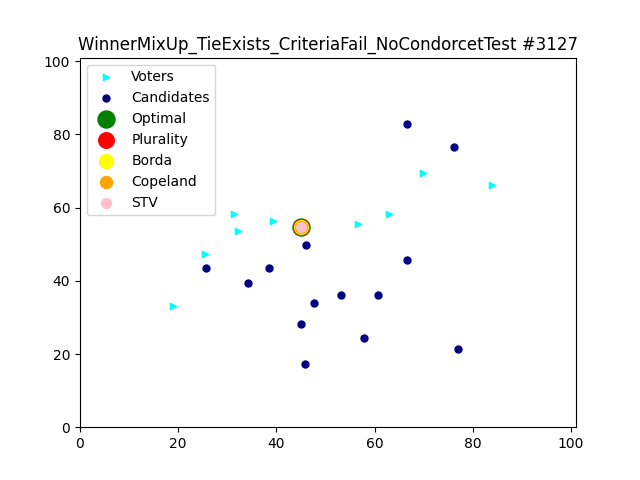 WinnerMixUp_TieExists_CriteriaFail_NoCondorcetTest #3127
100
80
60
40
20
0
Voters
Candidates
Optimal
Plurality
Borda
Copeland
STV
0 20 40 60 80 100